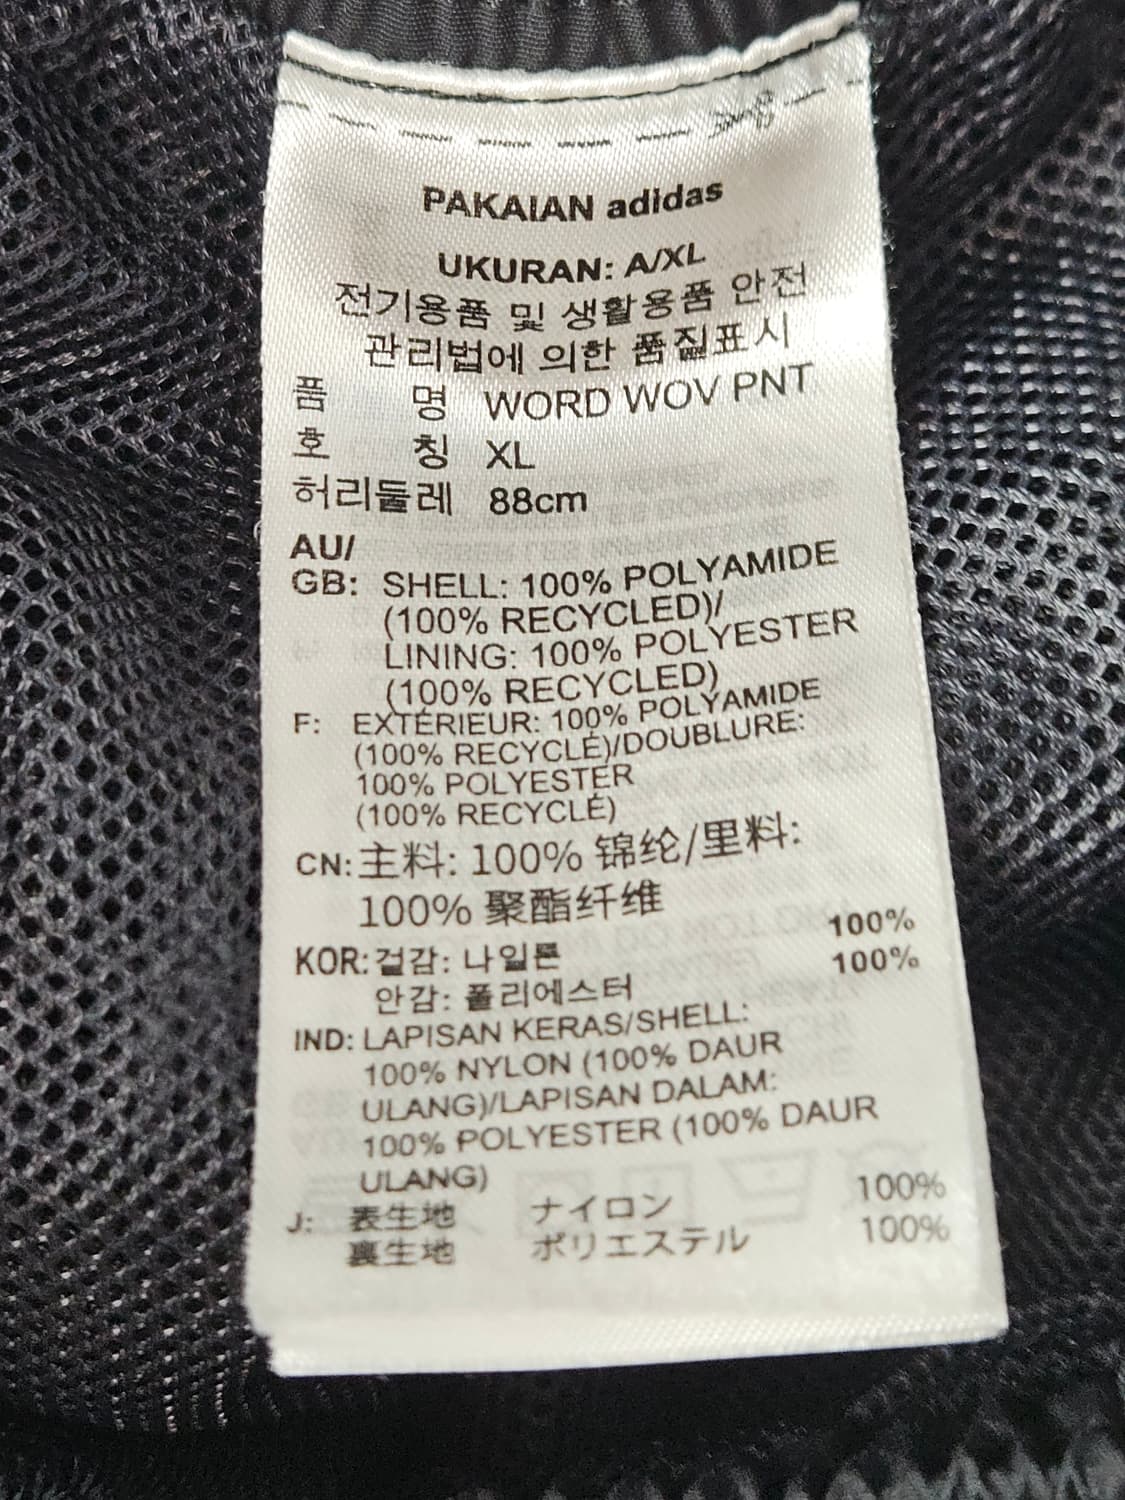 PAKAIAN adidas
UKURAN: A/XL
전기용품 및 생활용품 안전
관리법에 의한 품질표시
품 명 WORD WOV PNT
호 칭 XL
허리둘레 88cm
AU/
GB: SHELL: 100% POLYAMIDE
(100% RECYCLED)/
LINING: 100% POLYESTER
(100% RECYCLED)
F: EXTÉRIEUR: 100% POLYAMIDE
(100% RECYCLÉ)/DOUBLURE:
100% POLYESTER
(100% RECYCLÉ)
CN: 主料: 100% 锦纶/里料:
100% 聚酯纤维
KOR: 겉감: 나일론 100%
안감: 폴리에스터 100%
IND: LAPISAN KERAS/SHELL:
100% NYLON (100% DAUR
ULANG)/LAPISAN DALAM:
100% POLYESTER (100% DAUR
ULANG)
J: 表生地 ナイロン 100%
裏生地 ポリエステル 100%